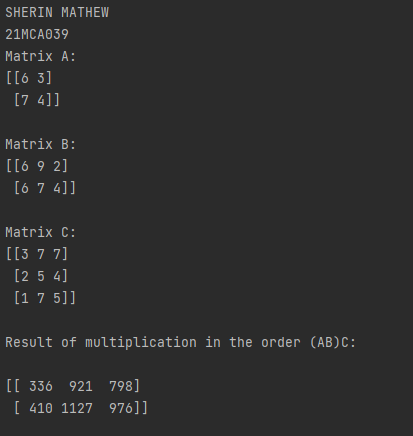 SHERIN MATHEW
21MCA039
Matrix A:
[[6 3]
 [7 4]]
Matrix B:
[[6 9 2]
 [6 7 4]]
Matrix C:
[[3 7 7]
 [2 5 4]
 [1 7 5]]
Result of multiplication in the order (AB)C:
[[ 336  921  798]
 [ 410 1127  976]]